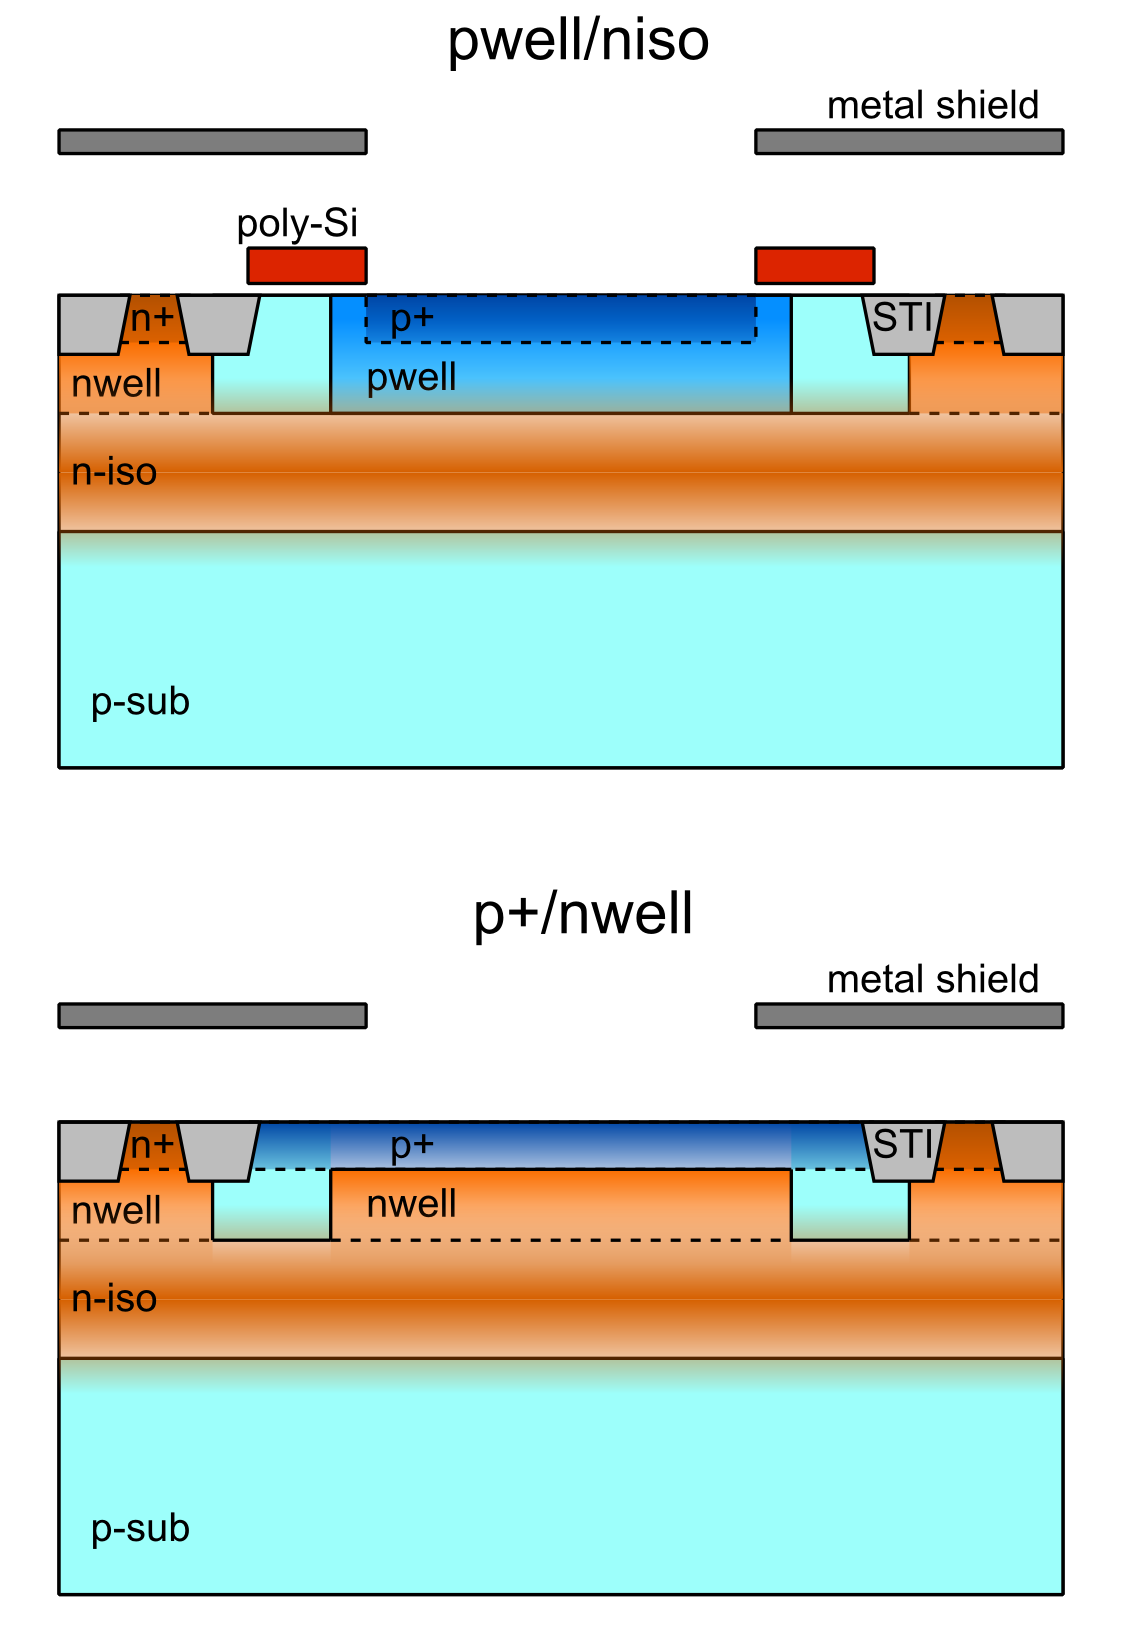 pwell/niso
metal shield
poly-Si
n+
p+
STI
nwell
pwell
n-iso
p-sub
p+/nwell
metal shield
n+
p+
STI
nwell
nwell
n-iso
p-sub